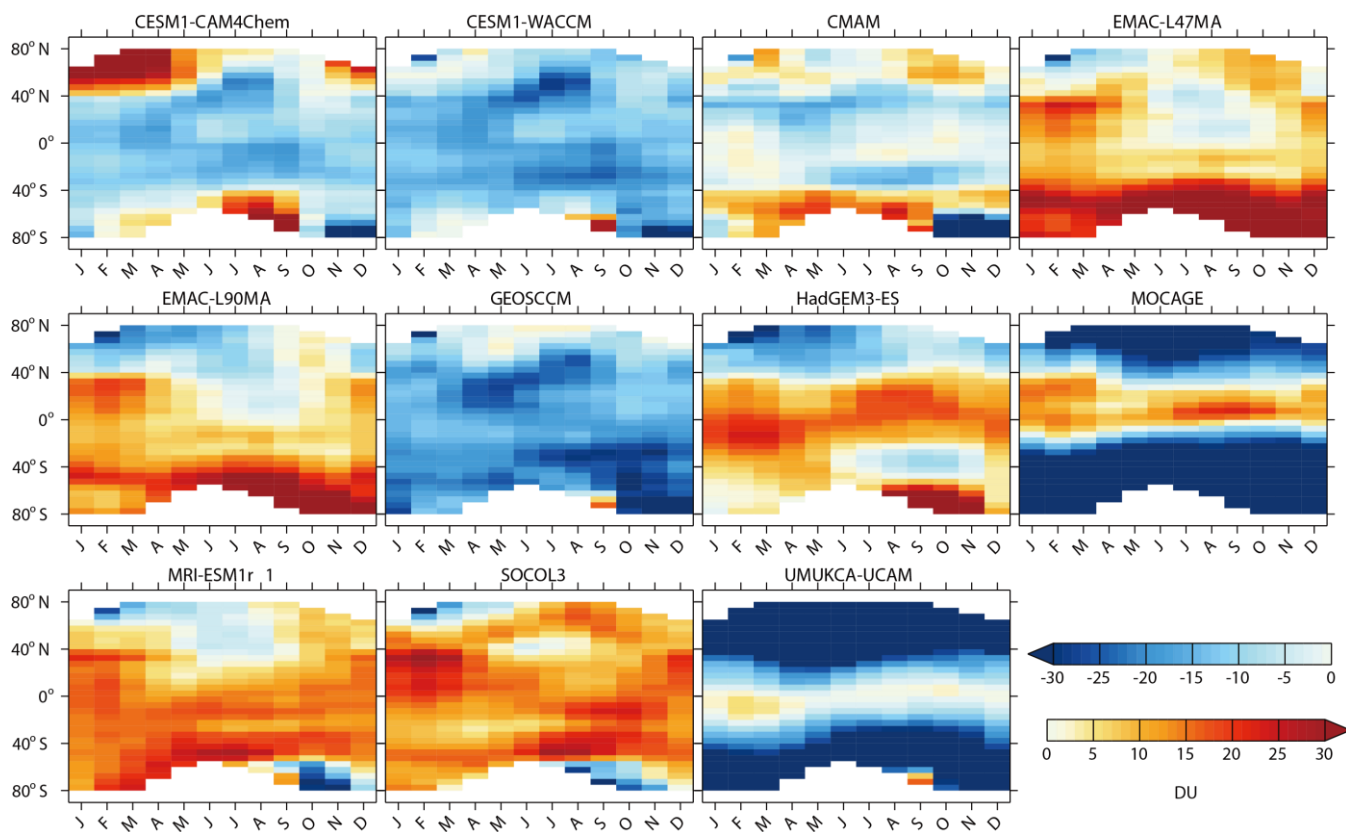 CESM1-CAM4Chem CESM1-WACCM CMAM EMAC-L47MA
80° N
40° N
0°
40° S
80° S
J F M A M J J A S O N D J F M A M J J A S O N D J F M A M J J A S O N D J F M A M J J A S O N D
EMAC-L90MA GEOSCCM HadGEM3-ES MOCAGE
80° N
40° N
0°
40° S
80° S
J F M A M J J A S O N D J F M A M J J A S O N D J F M A M J J A S O N D J F M A M J J A S O N D
MRI-ESM1r 1 SOCOL3 UMUKCA-UCAM
80° N
40° N
0°
40° S
80° S
J F M A M J J A S O N D J F M A M J J A S O N D J F M A M J J A S O N D
-30 -25 -20 -15 -10 -5 0
0 5 10 15 20 25 30
DU